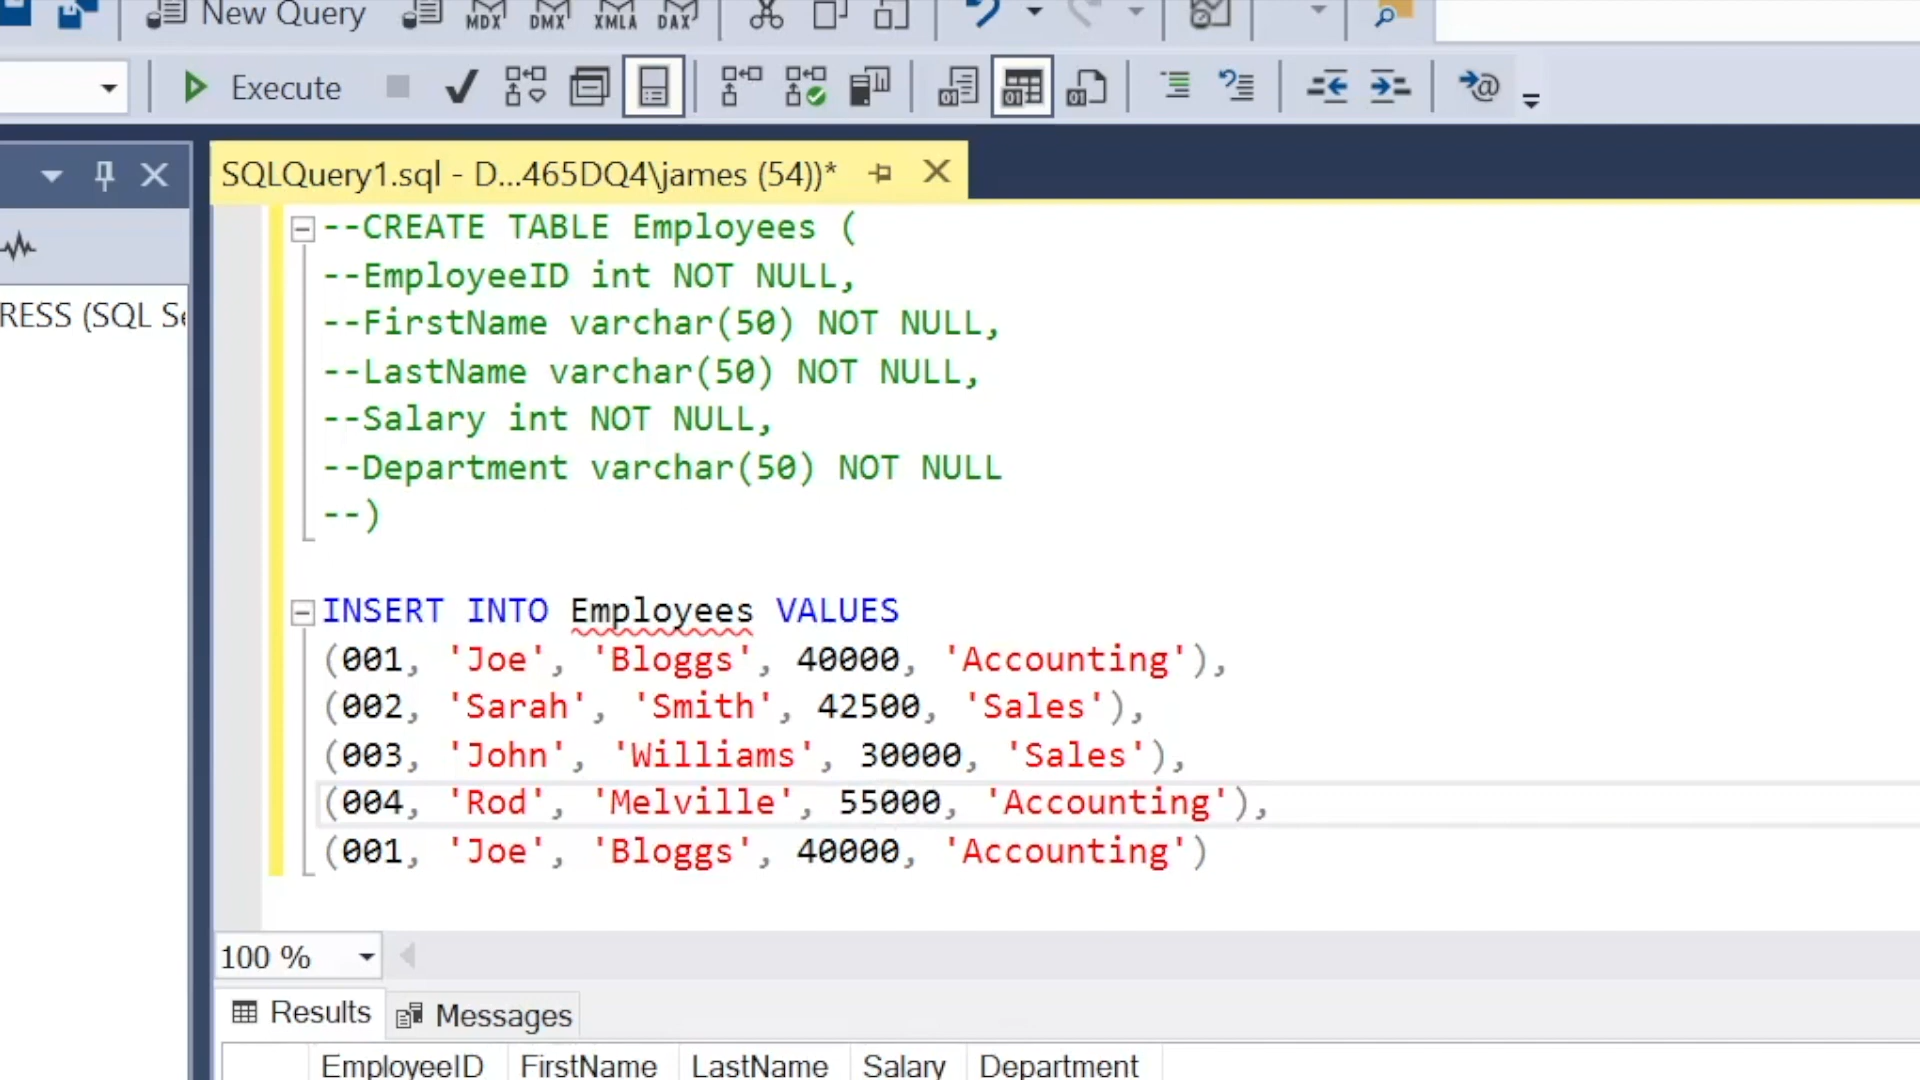 New Query MDX DMX XMLA DAX
Execute
SQLQuery1.sql - D...465DQ4\james (54))*
RESS (SQL Se
--CREATE TABLE Employees (
--EmployeeID int NOT NULL,
--FirstName varchar(50) NOT NULL,
--LastName varchar(50) NOT NULL,
--Salary int NOT NULL,
--Department varchar(50) NOT NULL
--)
INSERT INTO Employees VALUES
(001, 'Joe', 'Bloggs', 40000, 'Accounting'),
(002, 'Sarah', 'Smith', 42500, 'Sales'),
(003, 'John', 'Williams', 30000, 'Sales'),
(004, 'Rod', 'Melville', 55000, 'Accounting'),
(001, 'Joe', 'Bloggs', 40000, 'Accounting')
100 %
Results Messages
EmployeeID FirstName LastName Salary Department